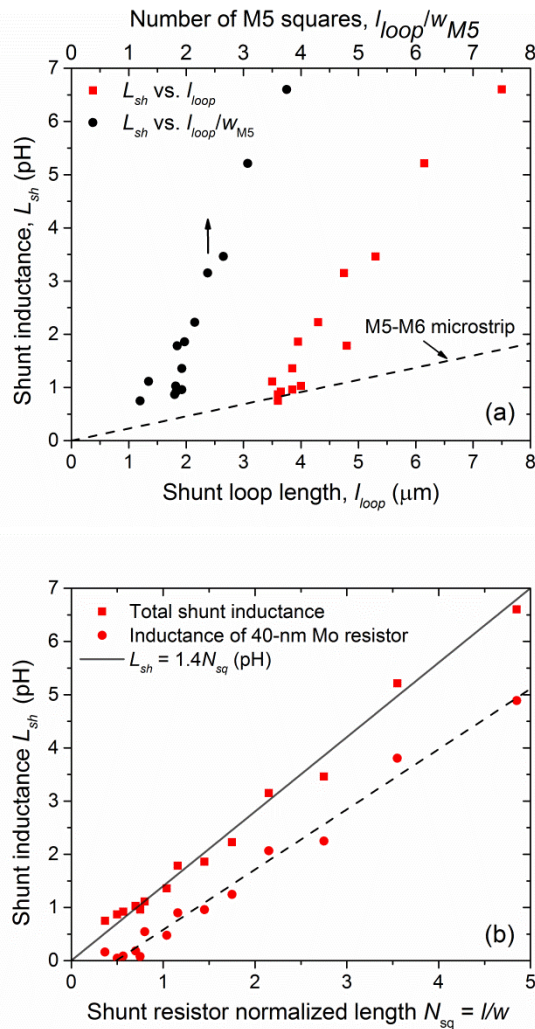 Number of M5 squares, l_loop/w_M5
0 1 2 3 4 5 6 7 8
7
6
5
4
3
2
1
0
Shunt inductance, L_sh (pH)
L_sh vs. l_loop
L_sh vs. l_loop/w_M5
M5-M6 microstrip
(a)
0 2 4 6 8
Shunt loop length, l_loop (μm)
7
6
5
4
3
2
1
0
Shunt inductance L_sh (pH)
Total shunt inductance
Inductance of 40-nm Mo resistor
L_sh = 1.4N_sq (pH)
(b)
0 1 2 3 4 5
Shunt resistor normalized length N_sq = l/w